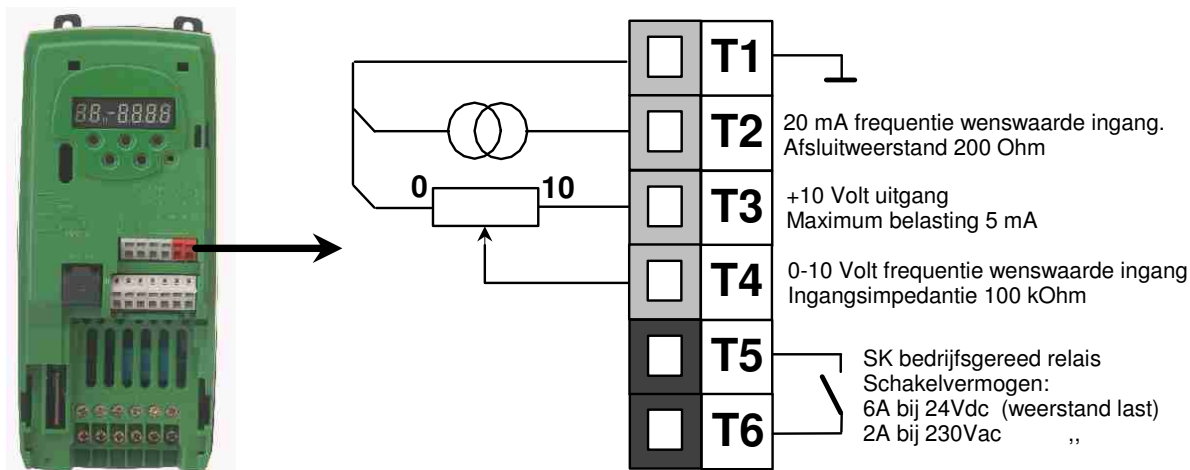 T1
T2
20 mA frequentie wenswaarde ingang.
Afsluitweerstand 200 Ohm
0
10
T3
+10 Volt uitgang
Maximum belasting 5 mA
T4
0-10 Volt frequentie wenswaarde ingang
Ingangsimpedantie 100 kOhm
T5
T6
SK bedrijfsgereed relais
Schakelvermogen:
6A bij 24Vdc (weerstand last)
2A bij 230Vac ,,